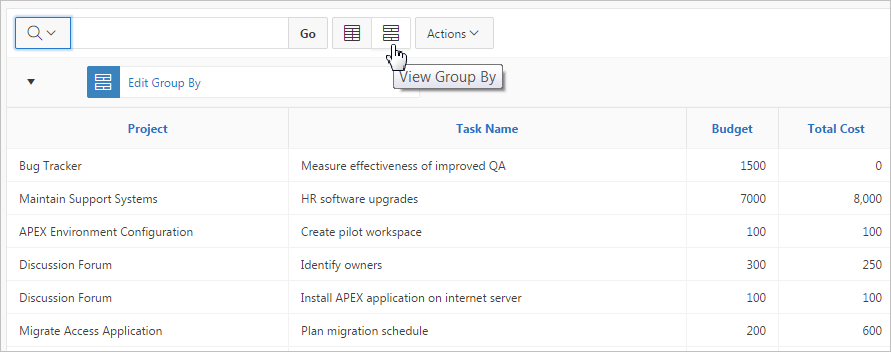 Go Actions
View Group By
Edit Group By
Project Task Name Budget Total Cost
Bug Tracker Measure effectiveness of improved QA 1500 0
Maintain Support Systems HR software upgrades 7000 8,000
APEX Environment Configuration Create pilot workspace 100 100
Discussion Forum Identify owners 300 250
Discussion Forum Install APEX application on internet server 100 100
Migrate Access Application Plan migration schedule 200 600